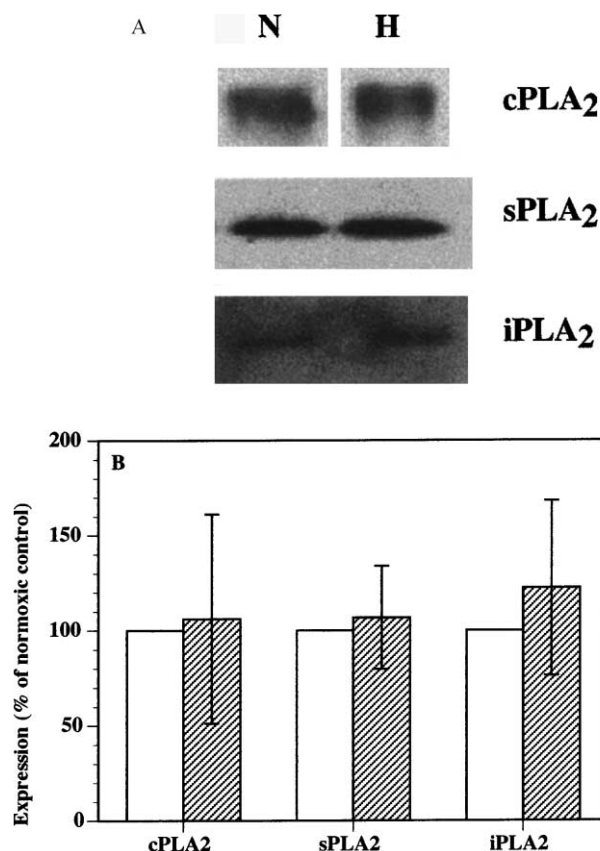 A N H
cPLA2
sPLA2
iPLA2
B
200
150
100
50
0
Expression (% of normoxic control)
cPLA2 sPLA2 iPLA2